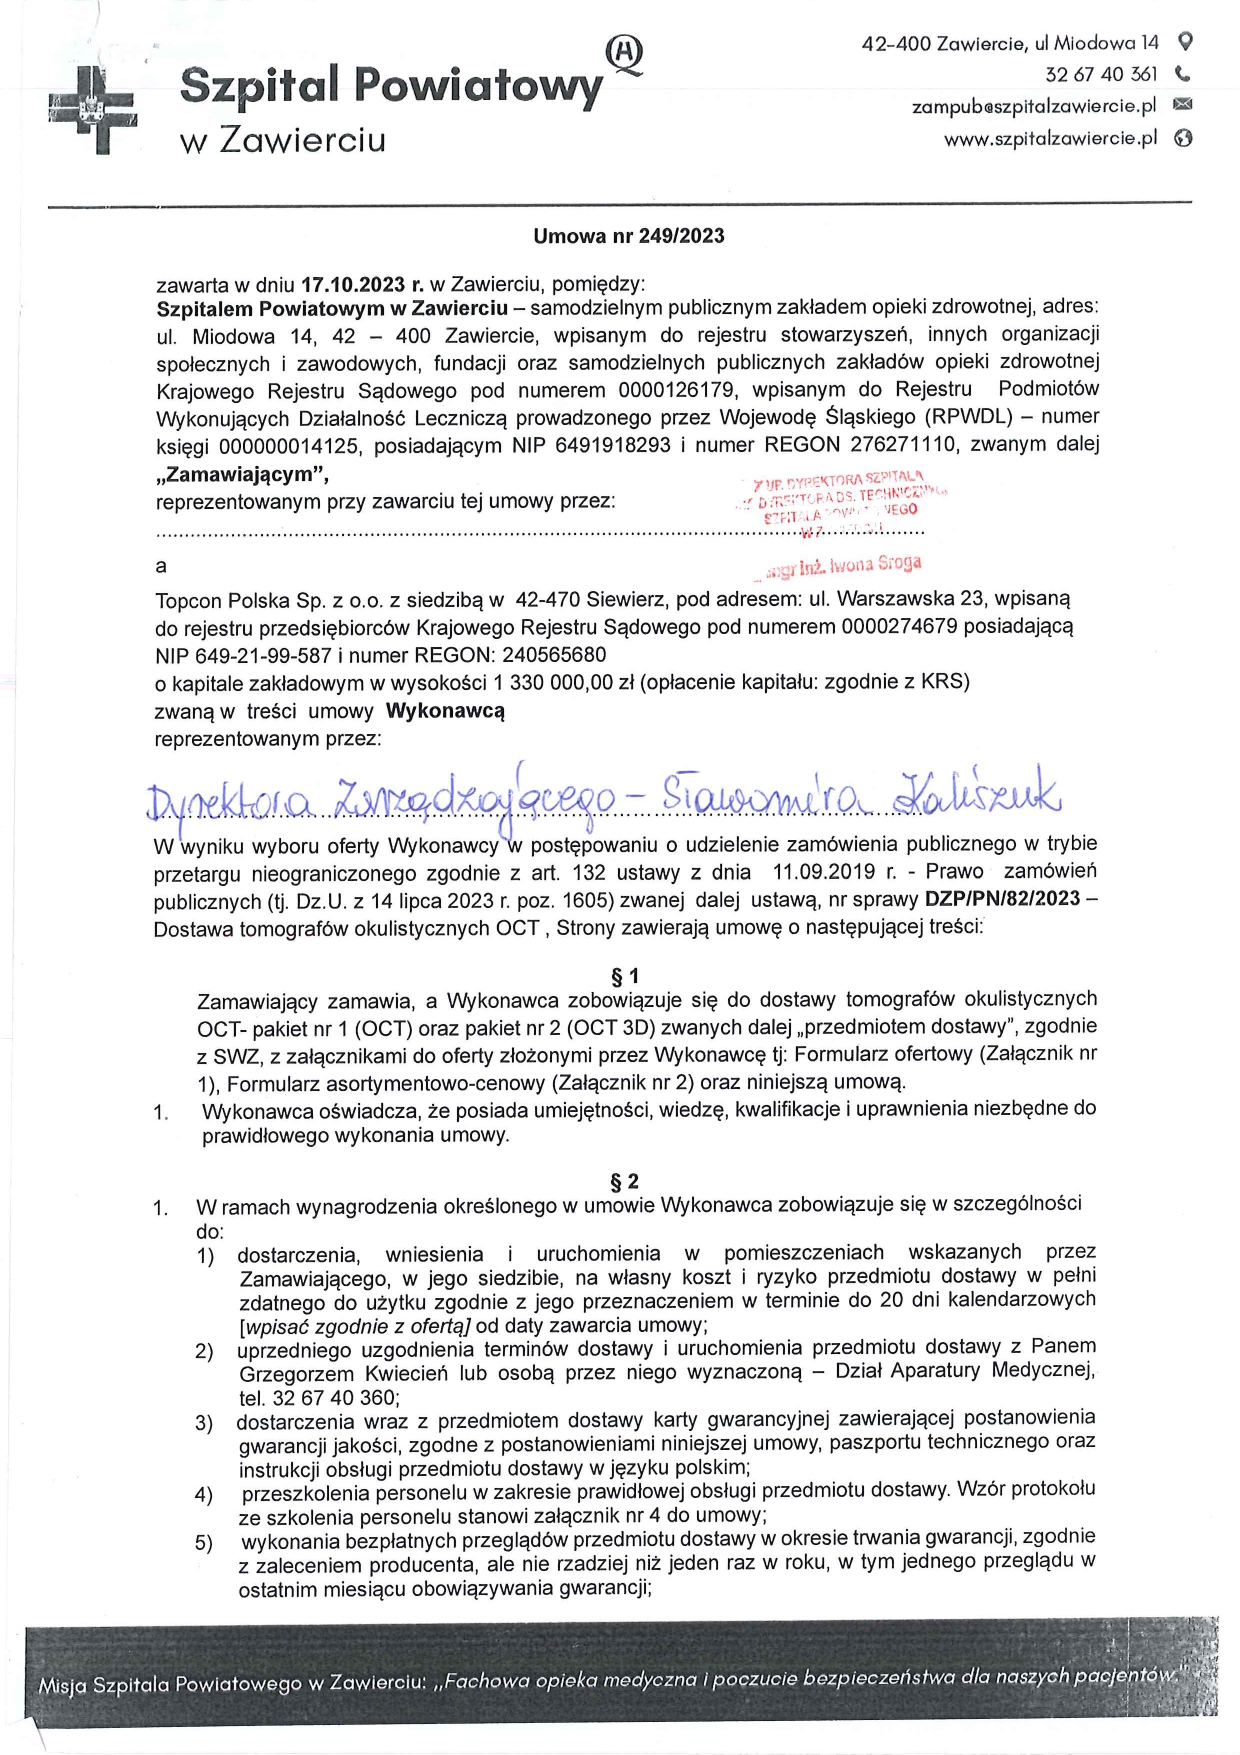 Szpital Powiatowy
w Zawierciu
42-400 Zawiercie, ul Miodowa 14
32 67 40 361
zampub@szpitalzawiercie.pl
www.szpitalzawiercie.pl
Umowa nr 249/2023
zawarta w dniu 17.10.2023 r. w Zawierciu, pomiędzy:
Szpitalem Powiatowym w Zawierciu – samodzielnym publicznym zakładem opieki zdrowotnej, adres:
ul. Miodowa 14, 42 – 400 Zawiercie, wpisanym do rejestru stowarzyszeń, innych organizacji
społecznych i zawodowych, fundacji oraz samodzielnych publicznych zakładów opieki zdrowotnej
Krajowego Rejestru Sądowego pod numerem 0000126179, wpisanym do Rejestru Podmiotów
Wykonujących Działalność Leczniczą prowadzonego przez Wojewodę Śląskiego (RPWDL) – numer
księgi 000000014125, posiadającym NIP 6491918293 i numer REGON 276271110, zwanym dalej
„Zamawiającym”,
reprezentowanym przy zawarciu tej umowy przez:
DYREKTORA SZPITALA
DYREKTORA DS. TECHNICZNYCH
mgr inż. Iwona Sroga
a
Topcon Polska Sp. z o.o. z siedzibą w 42-470 Siewierz, pod adresem: ul. Warszawska 23, wpisaną
do rejestru przedsiębiorców Krajowego Rejestru Sądowego pod numerem 0000274679 posiadającą
NIP 649-21-99-587 i numer REGON: 240565680
o kapitale zakładowym w wysokości 1 330 000,00 zł (opłacenie kapitału: zgodnie z KRS)
zwaną w treści umowy Wykonawcą
reprezentowanym przez:
Dyrektora Zarządzającego – Sławomira Kaliszuk
W wyniku wyboru oferty Wykonawcy w postępowaniu o udzielenie zamówienia publicznego w trybie
przetargu nieograniczonego zgodnie z art. 132 ustawy z dnia 11.09.2019 r. - Prawo zamówień
publicznych (tj. Dz.U. z 14 lipca 2023 r. poz. 1605) zwanej dalej ustawą, nr sprawy DZP/PN/82/2023 –
Dostawa tomografów okulistycznych OCT , Strony zawierają umowę o następującej treści:
§ 1
Zamawiający zamawia, a Wykonawca zobowiązuje się do dostawy tomografów okulistycznych
OCT- pakiet nr 1 (OCT) oraz pakiet nr 2 (OCT 3D) zwanych dalej „przedmiotem dostawy”, zgodnie
z SWZ, z załącznikami do oferty złożonymi przez Wykonawcę tj: Formularz ofertowy (Załącznik nr
1), Formularz asortymentowo-cenowy (Załącznik nr 2) oraz niniejszą umową.
1. Wykonawca oświadcza, że posiada umiejętności, wiedzę, kwalifikacje i uprawnienia niezbędne do
prawidłowego wykonania umowy.
§ 2
1. W ramach wynagrodzenia określonego w umowie Wykonawca zobowiązuje się w szczególności
do:
1) dostarczenia, wniesienia i uruchomienia w pomieszczeniach wskazanych przez
Zamawiającego, w jego siedzibie, na własny koszt i ryzyko przedmiotu dostawy w pełni
zdatnego do użytku zgodnie z jego przeznaczeniem w terminie do 20 dni kalendarzowych
[wpisać zgodnie z ofertą] od daty zawarcia umowy;
2) uprzedniego uzgodnienia terminów dostawy i uruchomienia przedmiotu dostawy z Panem
Grzegorzem Kwiecień lub osobą przez niego wyznaczoną – Dział Aparatury Medycznej,
tel. 32 67 40 360;
3) dostarczenia wraz z przedmiotem dostawy karty gwarancyjnej zawierającej postanowienia
gwarancji jakości, zgodne z postanowieniami niniejszej umowy, paszportu technicznego oraz
instrukcji obsługi przedmiotu dostawy w języku polskim;
4) przeszkolenia personelu w zakresie prawidłowej obsługi przedmiotu dostawy. Wzór protokołu
ze szkolenia personelu stanowi załącznik nr 4 do umowy;
5) wykonania bezpłatnych przeglądów przedmiotu dostawy w okresie trwania gwarancji, zgodnie
z zaleceniem producenta, ale nie rzadziej niż jeden raz w roku, w tym jednego przeglądu w
ostatnim miesiącu obowiązywania gwarancji;
Misja Szpitala Powiatowego w Zawierciu: „Fachowa opieka medyczna i poczucie bezpieczeństwa dla naszych pacjentów.”